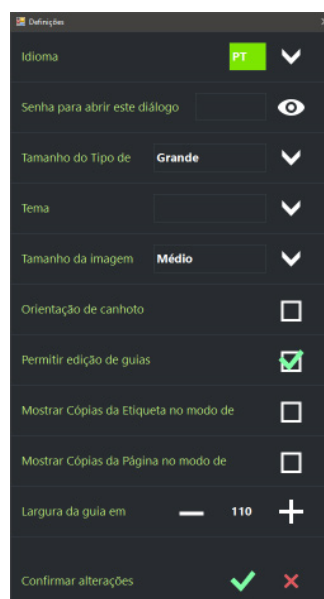 Definições
Idioma PT
Senha para abrir este diálogo
Tamanho do Tipo de Grande
Tema
Tamanho da imagem Médio
Orientação de canhoto
Permitir edição de guias
Mostrar Cópias da Etiqueta no modo de
Mostrar Cópias da Página no modo de
Largura da guia em 110
Confirmar alterações